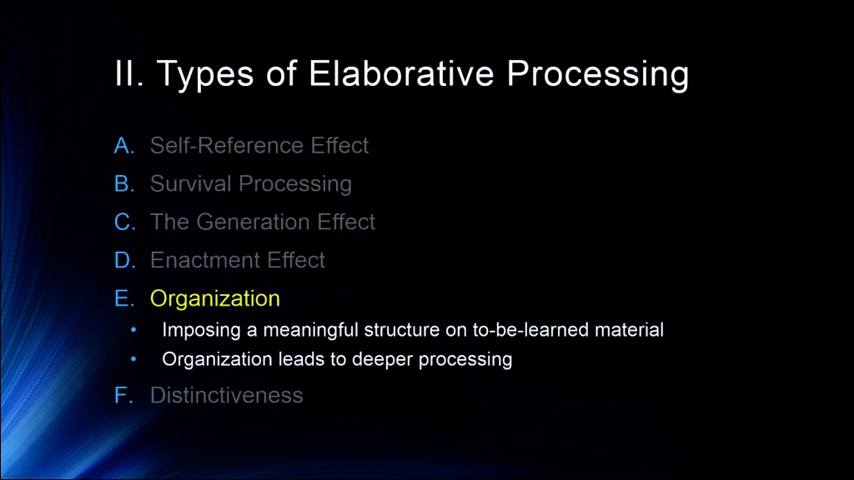 II. Types of Elaborative Processing
A. Self-Reference Effect
B. Survival Processing
C. The Generation Effect
D. Enactment Effect
E. Organization
• Imposing a meaningful structure on to-be-learned material
• Organization leads to deeper processing
F. Distinctiveness